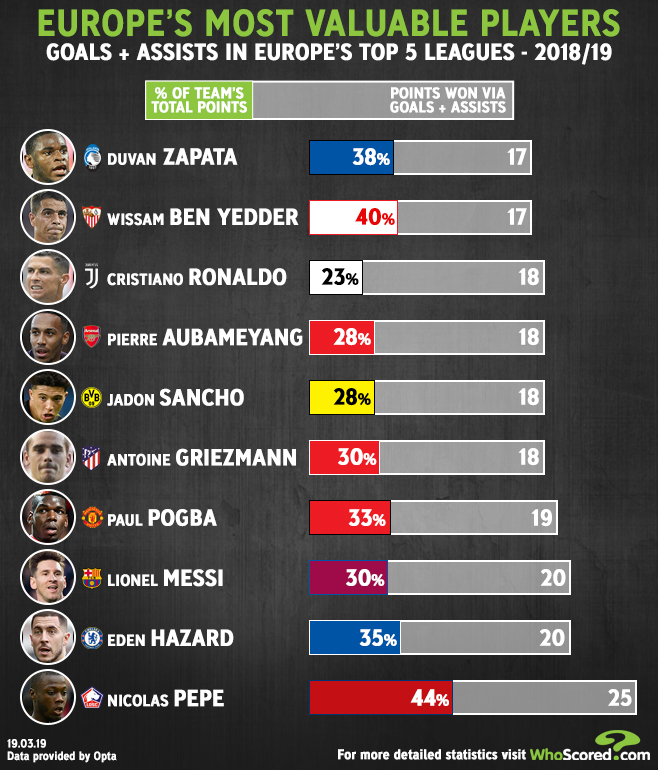 EUROPE'S MOST VALUABLE PLAYERS
GOALS + ASSISTS IN EUROPE'S TOP 5 LEAGUES - 2018/19
% OF TEAM'S
TOTAL POINTS
POINTS WON VIA
GOALS + ASSISTS
DUVAN ZAPATA 38% 17
WISSAM BEN YEDDER 40% 17
CRISTIANO RONALDO 23% 18
PIERRE AUBAMEYANG 28% 18
JADON SANCHO 28% 18
ANTOINE GRIEZMANN 30% 18
PAUL POGBA 33% 19
LIONEL MESSI 30% 20
EDEN HAZARD 35% 20
NICOLAS PEPE 44% 25
19.03.19
Data provided by Opta
For more detailed statistics visit WhoScored.com